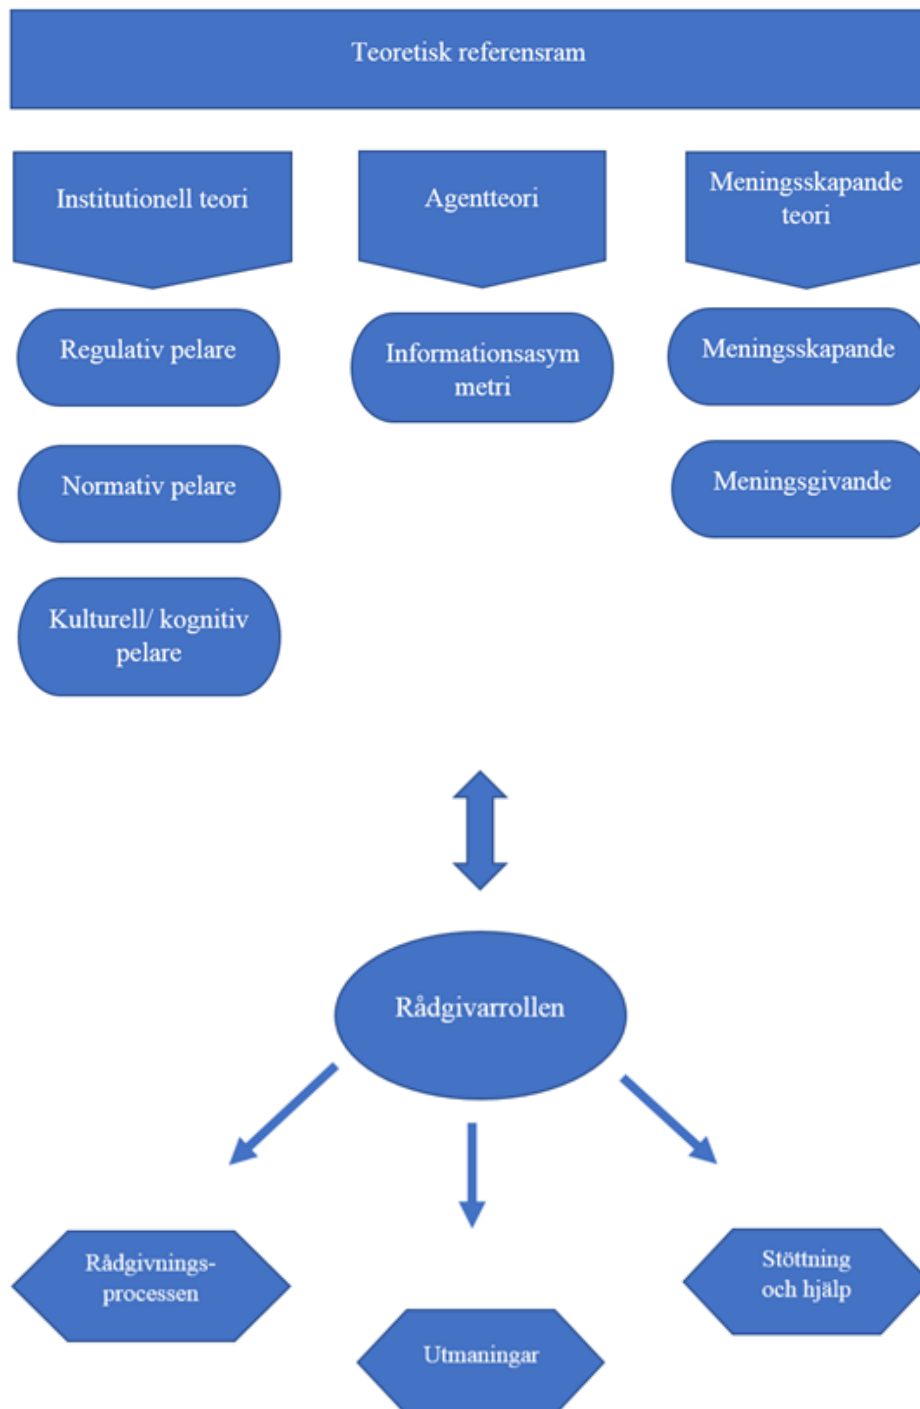 Teoretisk referensram
Institutionell teori
Regulativ pelare
Normativ pelare
Kulturell/ kognitiv
pelare
Agentteori
Informationsasym
metri
Meningsskapande
teori
Meningsskapande
Meningsgivande
Rådgivarrollen
Rådgivnings-
processen
Utmaningar
Stöttning
och hjälp